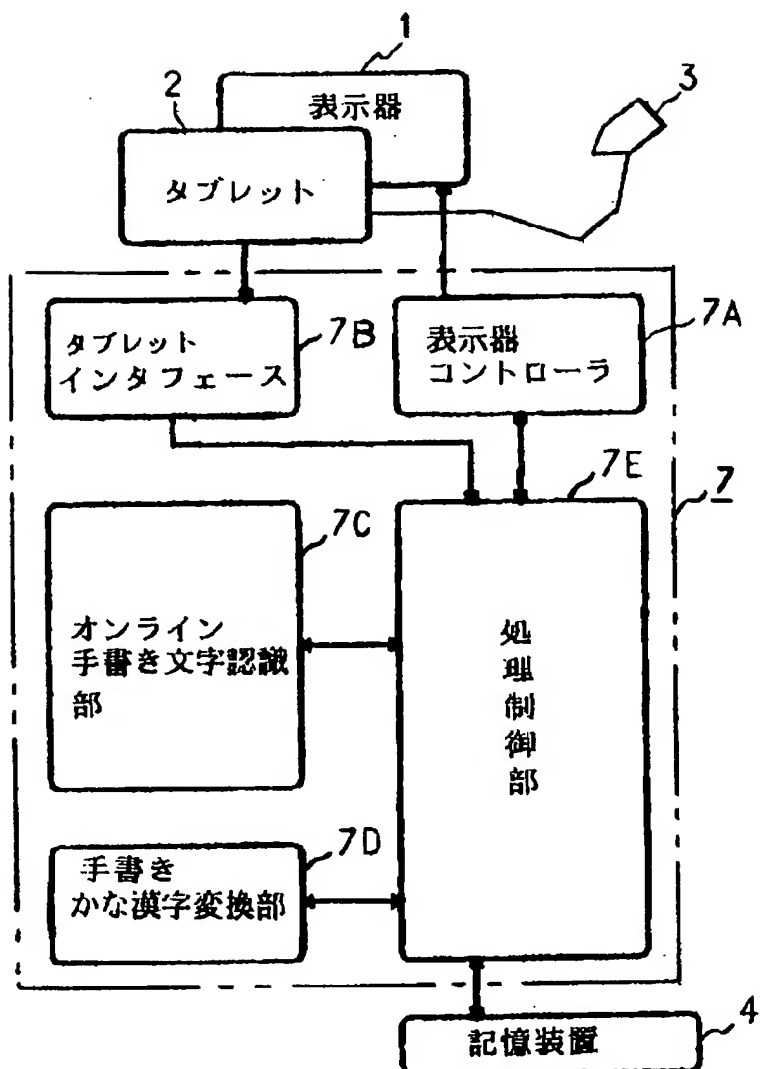 1
2
3
表示器
タブレット
7B
7A
タブレット
インタフェース
表示器
コントローラ
7E
7
7C
オンライン
手書き文字認識
部
処理制御部
7D
手書き
かな漢字変換部
4
記憶装置